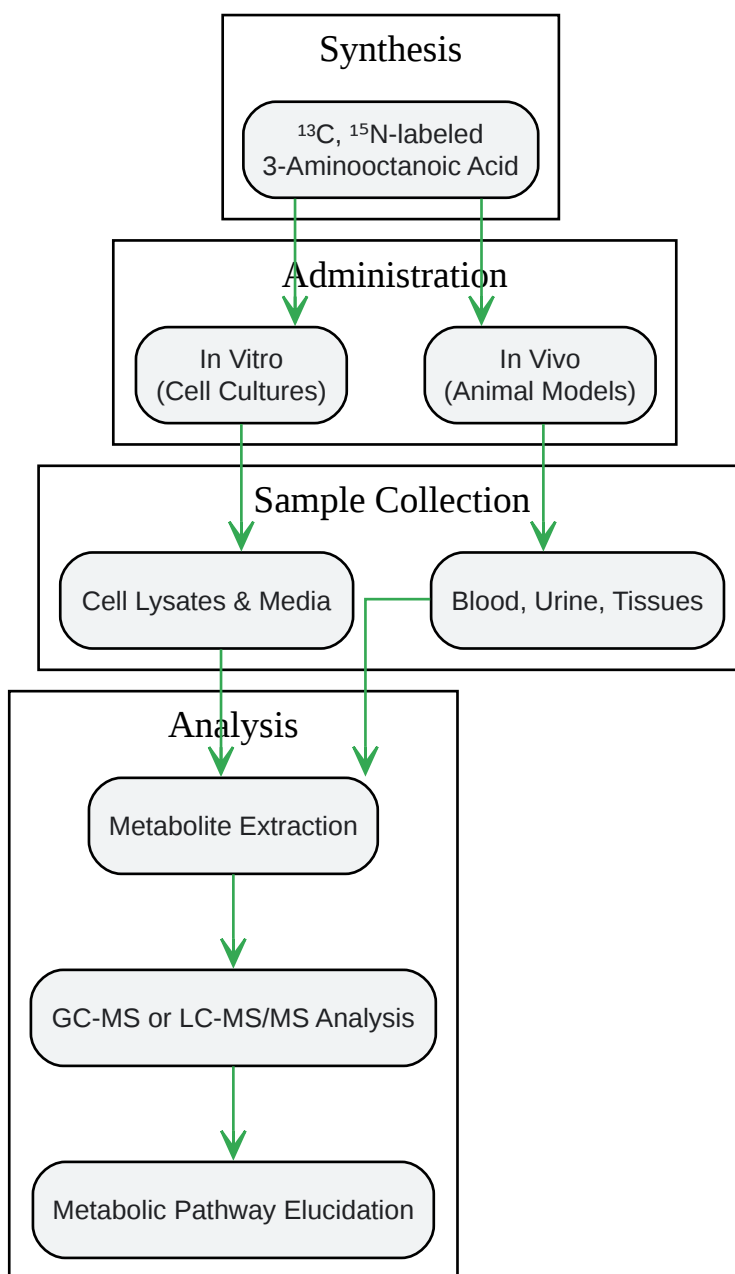 Synthesis
¹³C, ¹⁵N-labeled
3-Aminooctanoic Acid
Administration
In Vitro
(Cell Cultures)
In Vivo
(Animal Models)
Sample Collection
Cell Lysates & Media
Blood, Urine, Tissues
Analysis
Metabolite Extraction
GC-MS or LC-MS/MS Analysis
Metabolic Pathway Elucidation